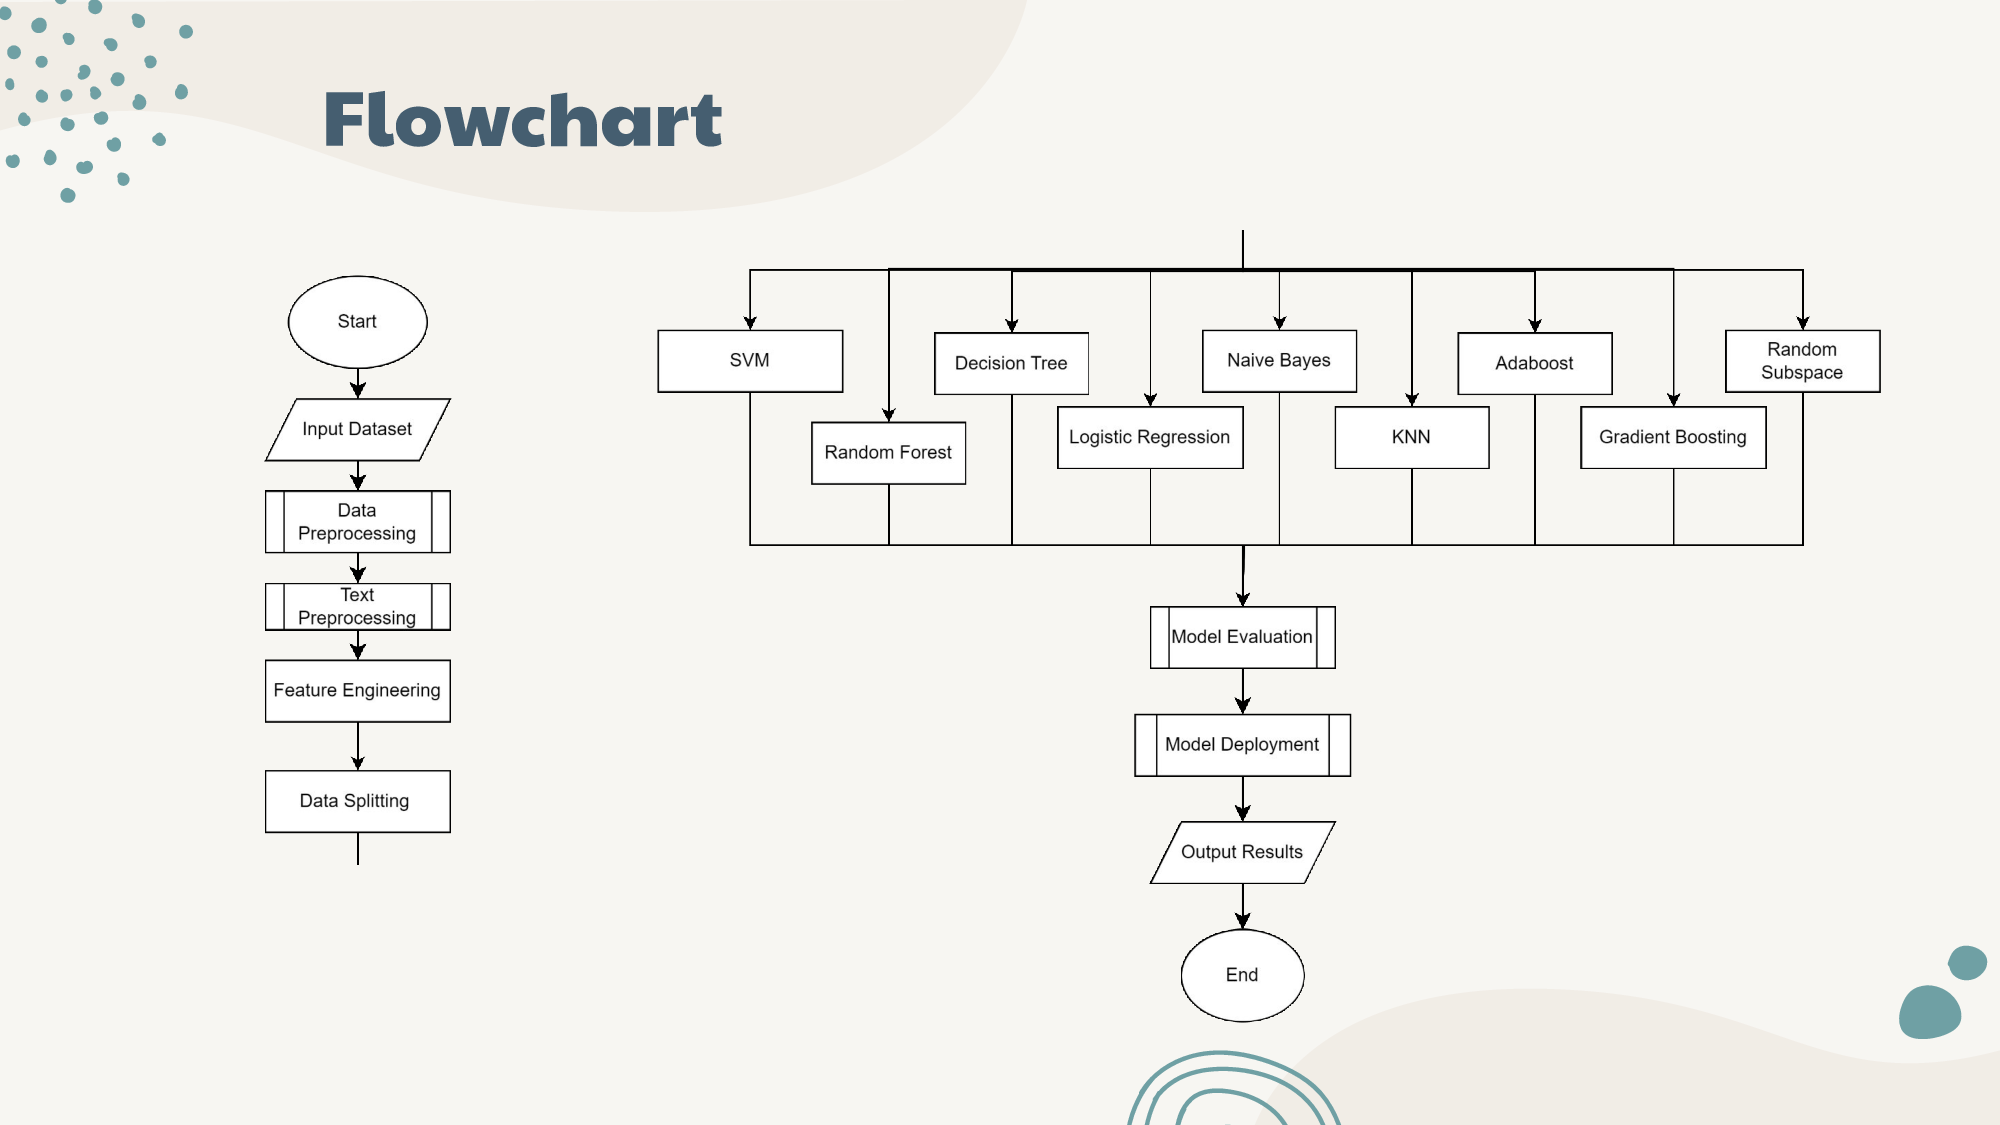 Flowchart
Start
Input Dataset
Data
Preprocessing
Text
Preprocessing
Feature Engineering
Data Splitting
SVM
Random Forest
Decision Tree
Logistic Regression
Naive Bayes
KNN
Adaboost
Gradient Boosting
Random
Subspace
Model Evaluation
Model Deployment
Output Results
End